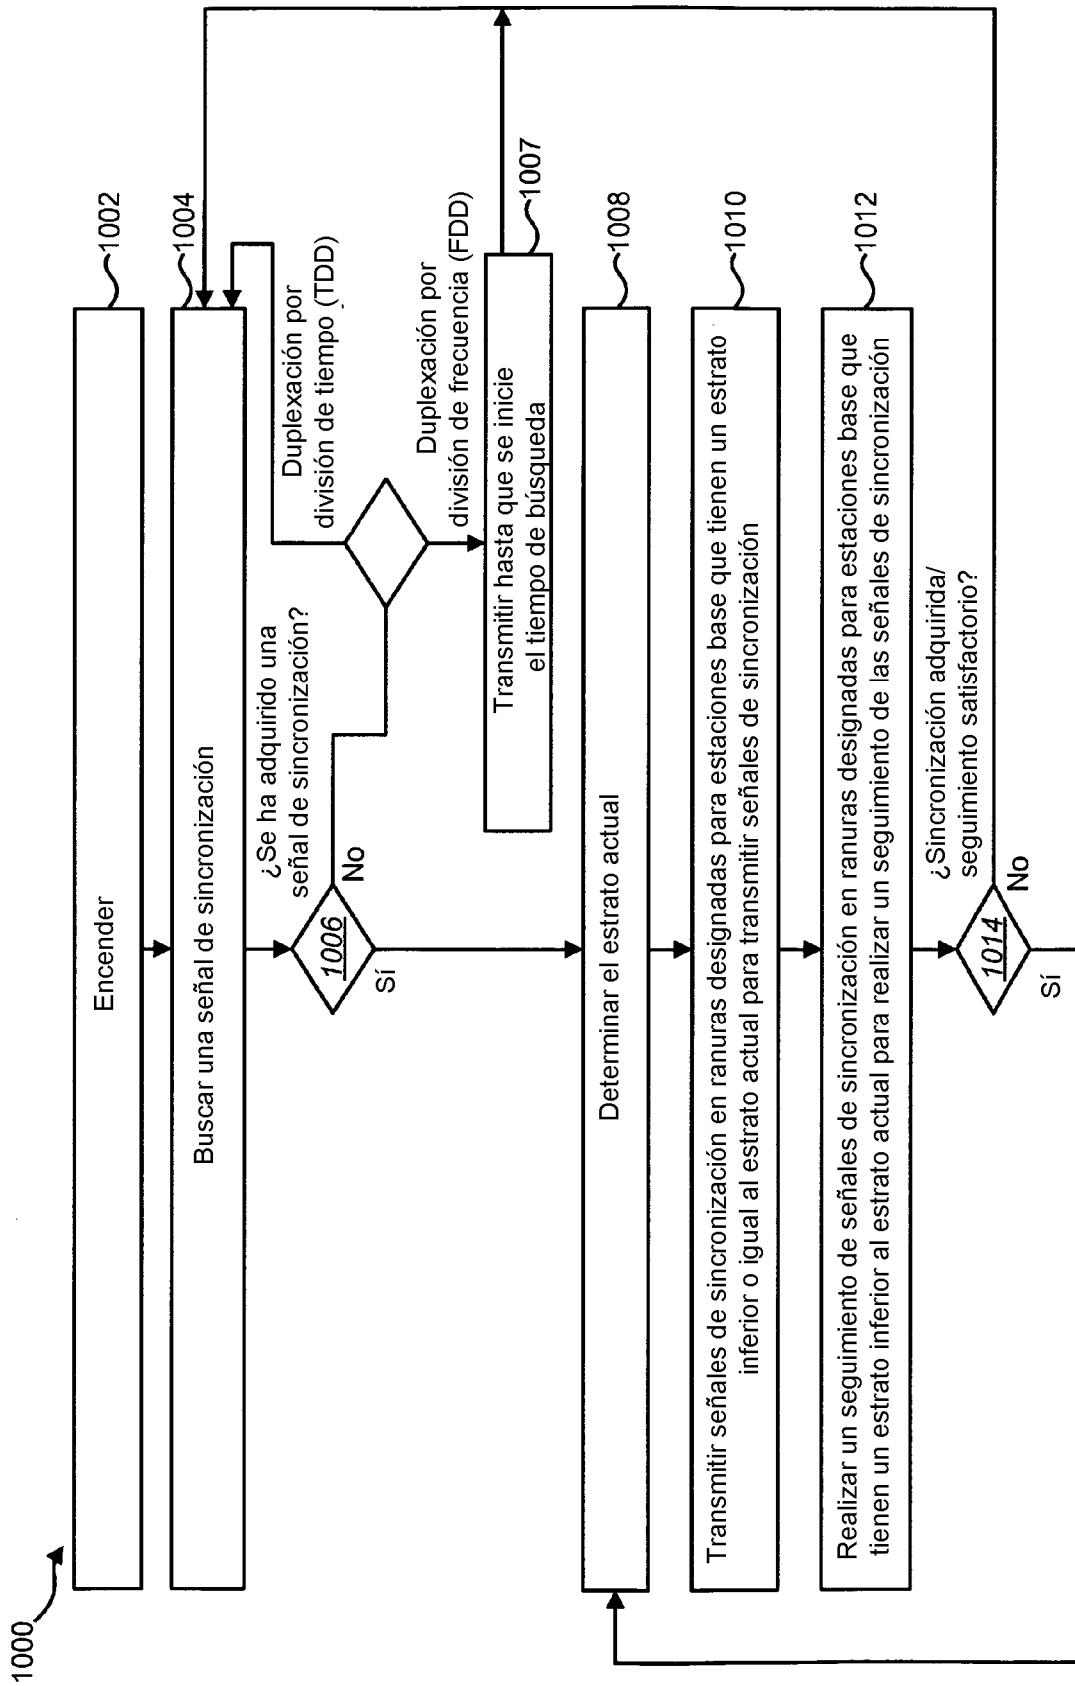 1000
Encender
1002
Buscar una señal de sincronización
1004
¿Se ha adquirido una
señal de sincronización?
1006
No
Sí
Duplexación por
división de tiempo (TDD)
Duplexación por
división de frecuencia (FDD)
Transmitir hasta que se inicie
el tiempo de búsqueda
1007
Determinar el estrato actual
1008
Transmitir señales de sincronización en ranuras designadas para estaciones base que tienen un estrato
inferior o igual al estrato actual para transmitir señales de sincronización
1010
Realizar un seguimiento de señales de sincronización en ranuras designadas para estaciones base que
tienen un estrato inferior al estrato actual para realizar un seguimiento de las señales de sincronización
1012
¿Sincronización adquirida/
seguimiento satisfactorio?
1014
No
Sí